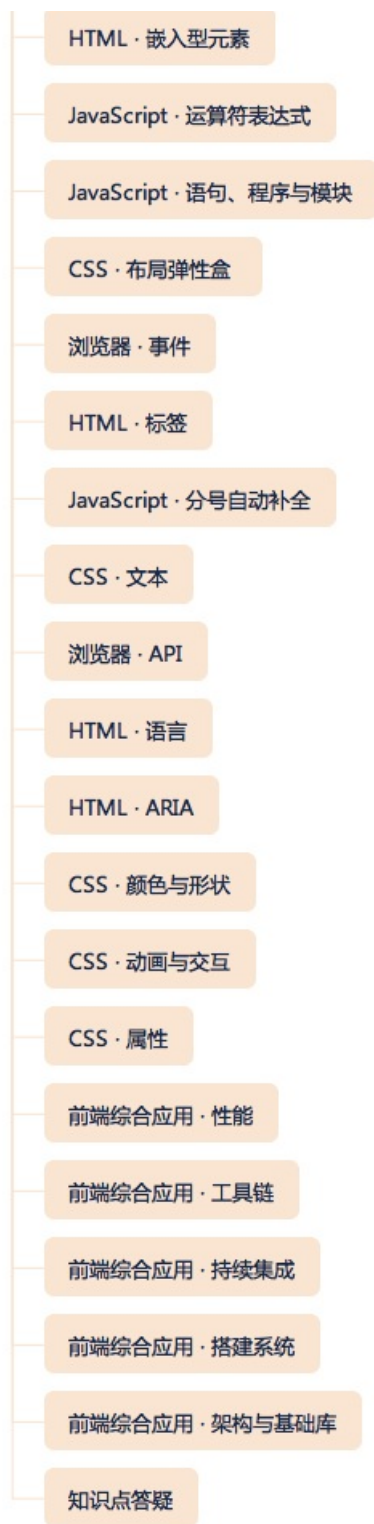 HTML · 嵌入型元素
JavaScript · 运算符表达式
JavaScript · 语句、程序与模块
CSS · 布局弹性盒
浏览器 · 事件
HTML · 标签
JavaScript · 分号自动补全
CSS · 文本
浏览器 · API
HTML · 语言
HTML · ARIA
CSS · 颜色与形状
CSS · 动画与交互
CSS · 属性
前端综合应用 · 性能
前端综合应用 · 工具链
前端综合应用 · 持续集成
前端综合应用 · 搭建系统
前端综合应用 · 架构与基础库
知识点答疑